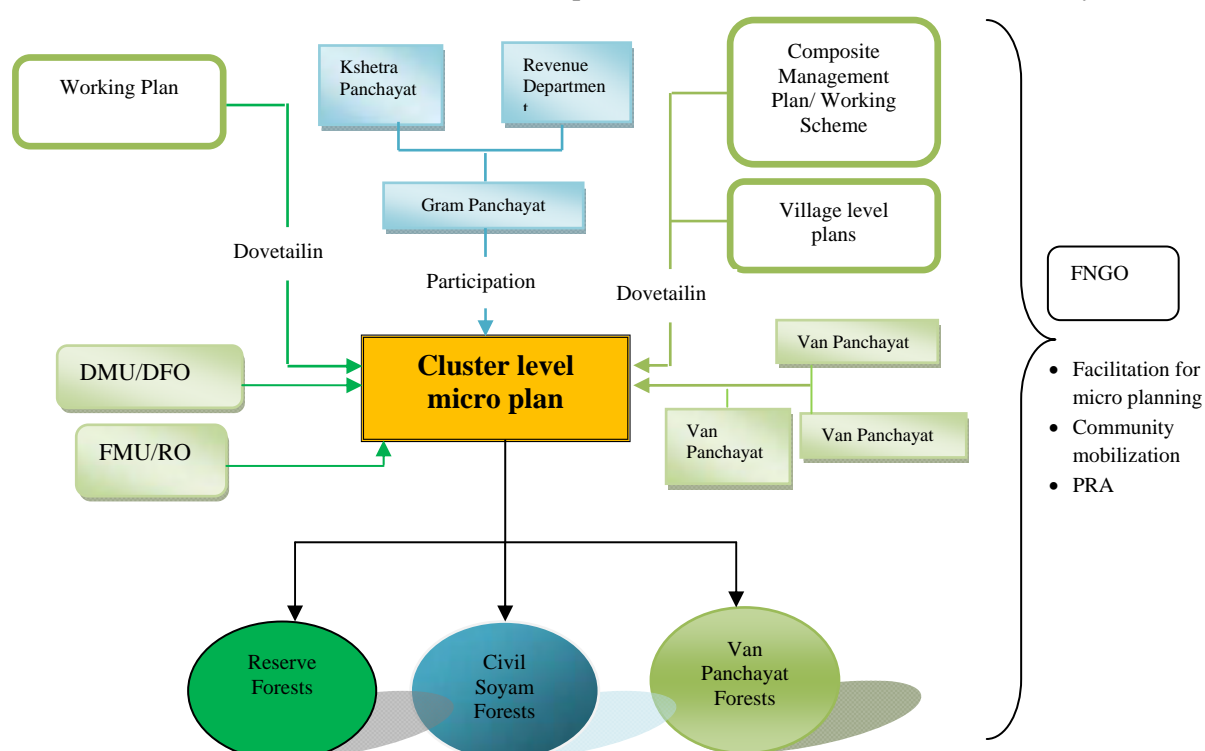 Working Plan
Kshetra
Panchayat
Revenue
Departmen
t
Composite
Management
Plan/ Working
Scheme
Gram Panchayat
Village level
plans
Dovetailin
Participation
Dovetailin
FNGO
Cluster level
micro plan
DMU/DFO
FMU/RO
Van Panchayat
Van
Panchayat
Van Panchayat
• Facilitation for
micro planning
• Community
mobilization
• PRA
Reserve
Forests
Civil
Soyam
Forests
Van
Panchayat
Forests